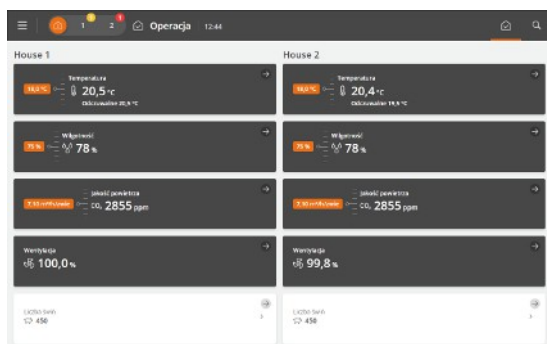 1 2 Operacja 12:44
House 1
Temperatura
18,0 °C 20,5 °C
Odczuwalne 20,5 °C
Wilgotność
75 % 78 %
Jakość powietrza
CO₂ 2855 ppm
Wentylacja
100,0 %
Liczba świń
450
House 2
Temperatura
18,0 °C 20,4 °C
Odczuwalne 19,9 °C
Wilgotność
75 % 78 %
Jakość powietrza
CO₂ 2855 ppm
Wentylacja
99,8 %
Liczba świń
450